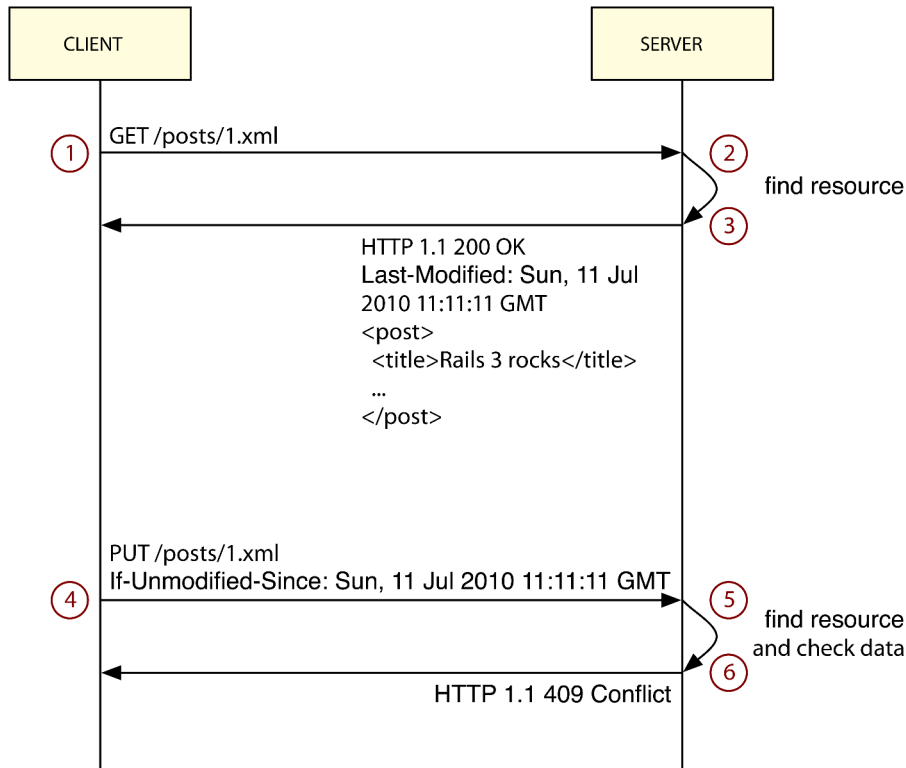 CLIENT
SERVER
GET /posts/1.xml
1
2
find resource
3
HTTP 1.1 200 OK
Last-Modified: Sun, 11 Jul
2010 11:11:11 GMT
<post>
<title>Rails 3 rocks</title>
...
</post>
PUT /posts/1.xml
If-Unmodified-Since: Sun, 11 Jul 2010 11:11:11 GMT
4
5
find resource
and check data
6
HTTP 1.1 409 Conflict